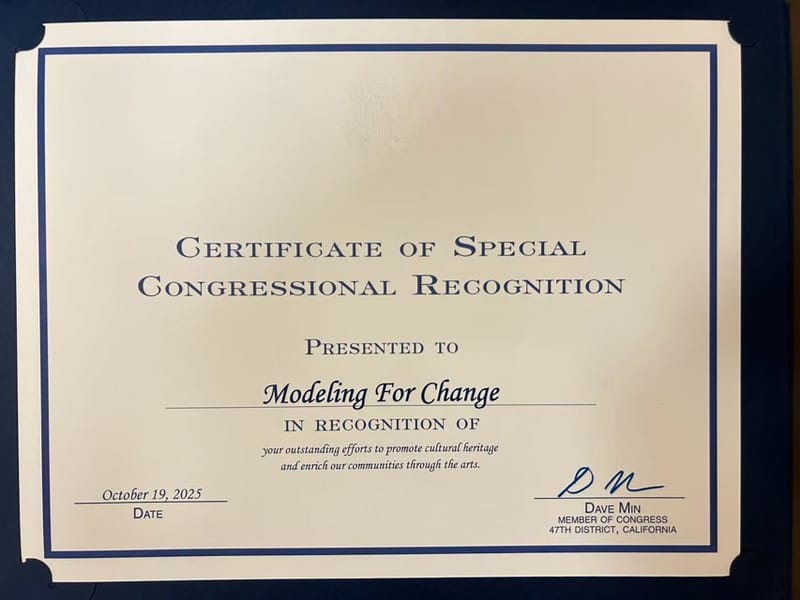 Certificate of Special
Congressional Recognition
Presented to
Modeling For Change
in recognition of
your outstanding efforts to promote cultural heritage
and enrich our communities through the arts.
October 19, 2025
Date
Dave Min
Member of Congress
47th District, California